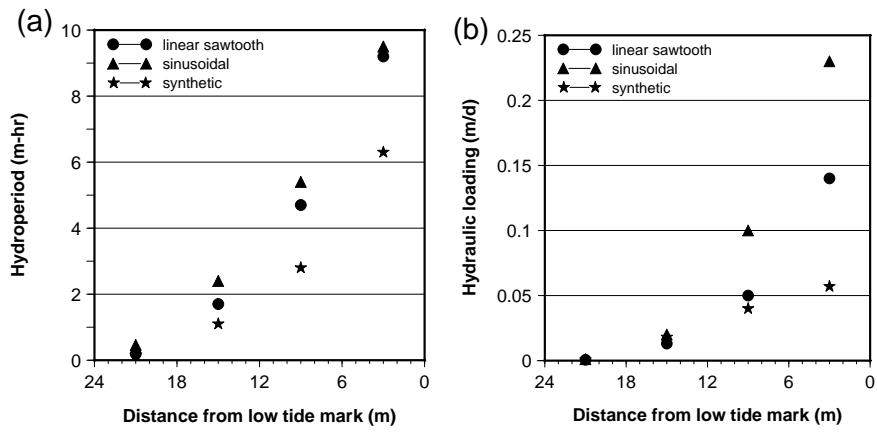 (a)
10
8
6
4
2
0
24
18
12
6
0
Hydroperiod (m-hr)
Distance from low tide mark (m)
linear sawtooth
sinusoidal
synthetic
(b)
0.25
0.2
0.15
0.1
0.05
0
24
18
12
6
0
Hydraulic loading (m/d)
Distance from low tide mark (m)
linear sawtooth
sinusoidal
synthetic